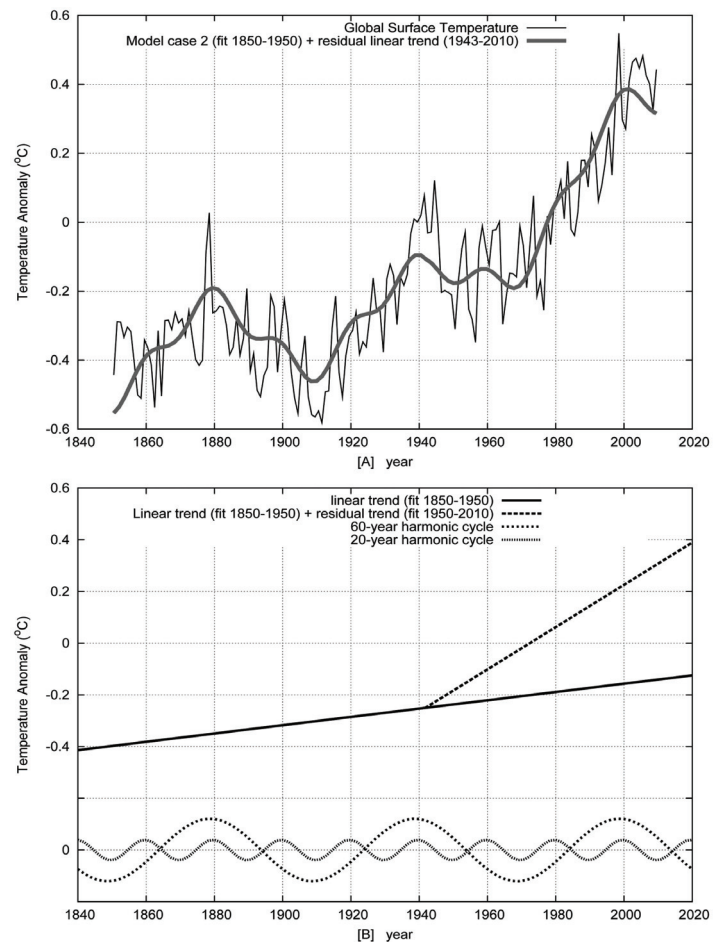 Global Surface Temperature
Model case 2 (fit 1850-1950) + residual linear trend (1943-2010)
Temperature Anomaly (°C)
0.6
0.4
0.2
0
-0.2
-0.4
-0.6
1840 1860 1880 1900 1920 1940 1960 1980 2000 2020
[A] year
linear trend (fit 1850-1950)
Linear trend (fit 1850-1950) + residual trend (fit 1950-2010)
60-year harmonic cycle
20-year harmonic cycle
Temperature Anomaly (°C)
0.6
0.4
0.2
0
-0.2
-0.4
0
1840 1860 1880 1900 1920 1940 1960 1980 2000 2020
[B] year